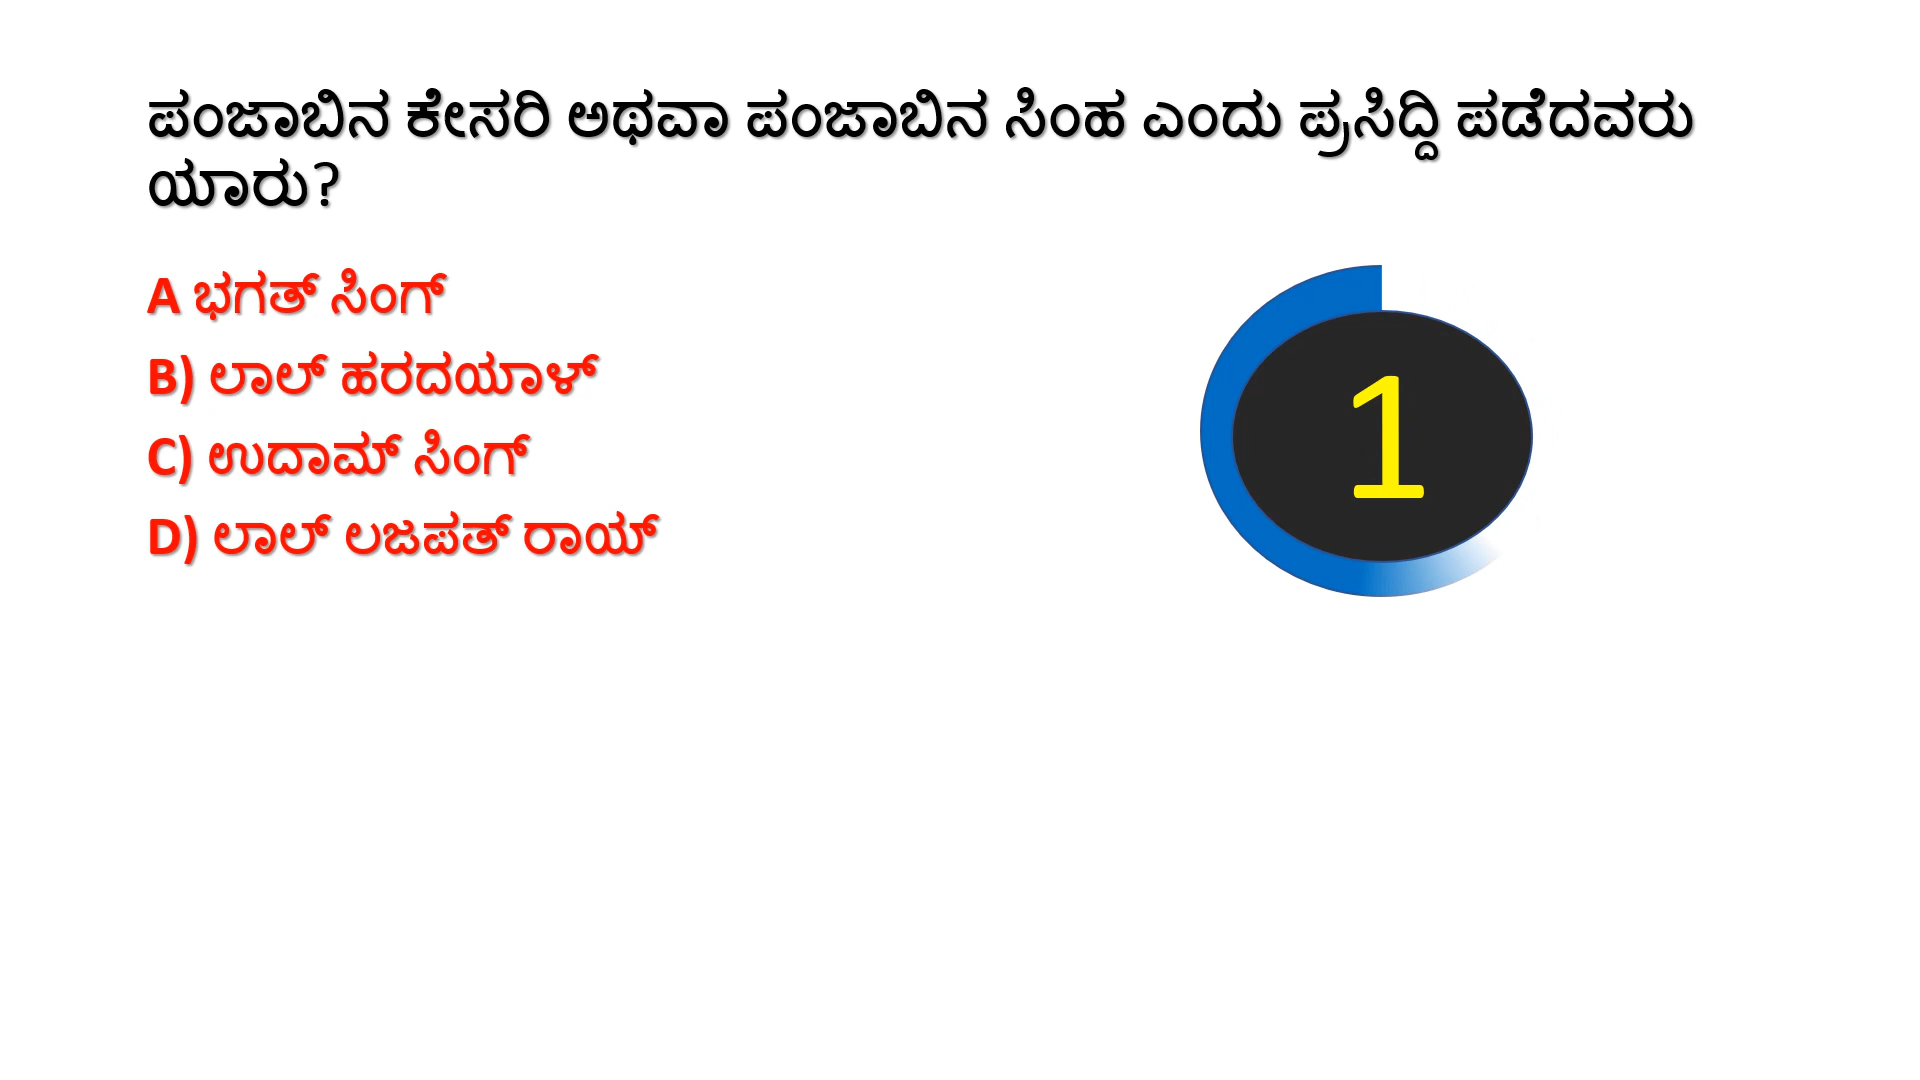 ಪಂಜಾಬಿನ ಕೇಸರಿ ಅಥವಾ ಪಂಜಾಬಿನ ಸಿಂಹ ಎಂದು ಪ್ರಸಿದ್ದಿ ಪಡೆದವರು
ಯಾರು?
A ಭಗತ್ ಸಿಂಗ್
B) ಲಾಲ್ ಹರದಯಾಳ್
C) ಉದಾಮ್ ಸಿಂಗ್
D) ಲಾಲ್ ಲಜಪತ್ ರಾಯ್
1